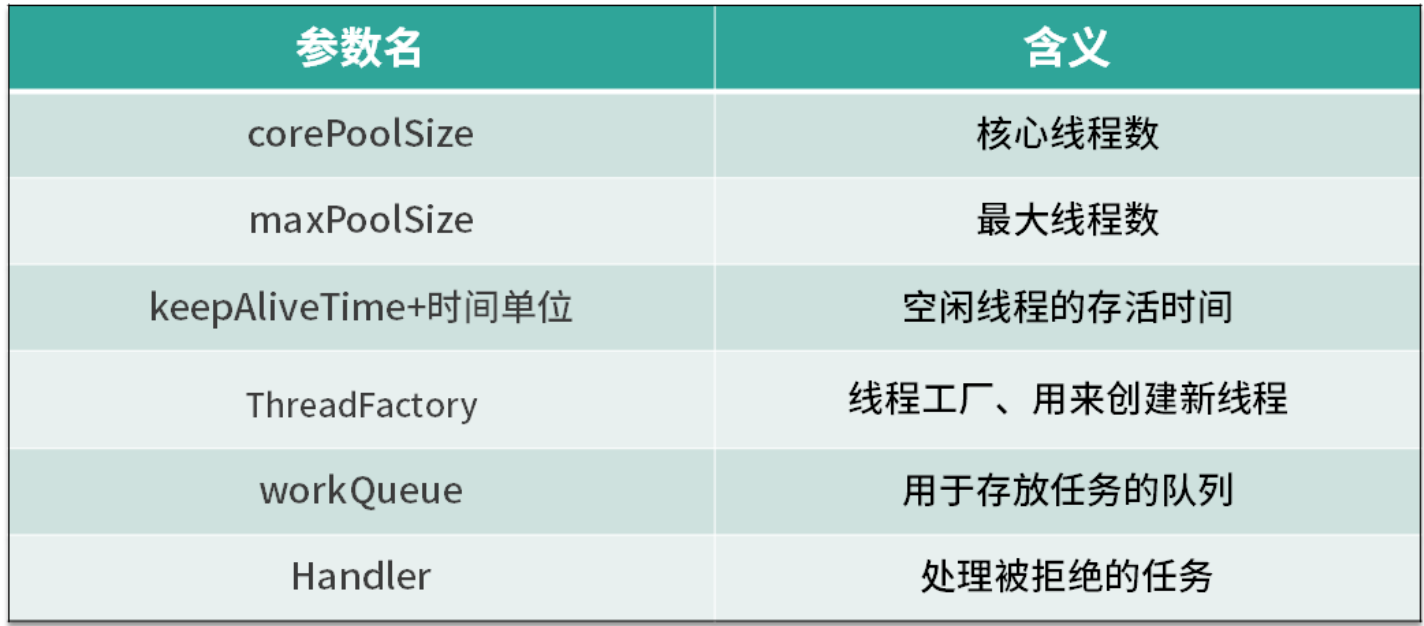 参数名 含义
corePoolSize 核心线程数
maxPoolSize 最大线程数
keepAliveTime+时间单位 空闲线程的存活时间
ThreadFactory 线程工厂、用来创建新线程
workQueue 用于存放任务的队列
Handler 处理被拒绝的任务